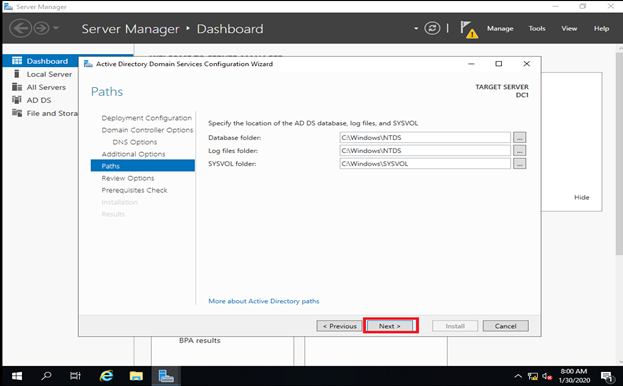 Server Manager
Server Manager • Dashboard
Manage Tools View Help
Dashboard
Local Server
All Servers
AD DS
File and Stora
Active Directory Domain Services Configuration Wizard
Paths
TARGET SERVER
DC1
Deployment Configuration
Domain Controller Options
DNS Options
Additional Options
Paths
Review Options
Prerequisites Check
Installation
Results
Specify the location of the AD DS database, log files, and SYSVOL
Database folder: C:\Windows\NTDS ...
Log files folder: C:\Windows\NTDS ...
SYSVOL folder: C:\Windows\SYSVOL ...
More about Active Directory paths
< Previous Next > Install Cancel
Hide
BPA results
8:00 AM
1/30/2020
1